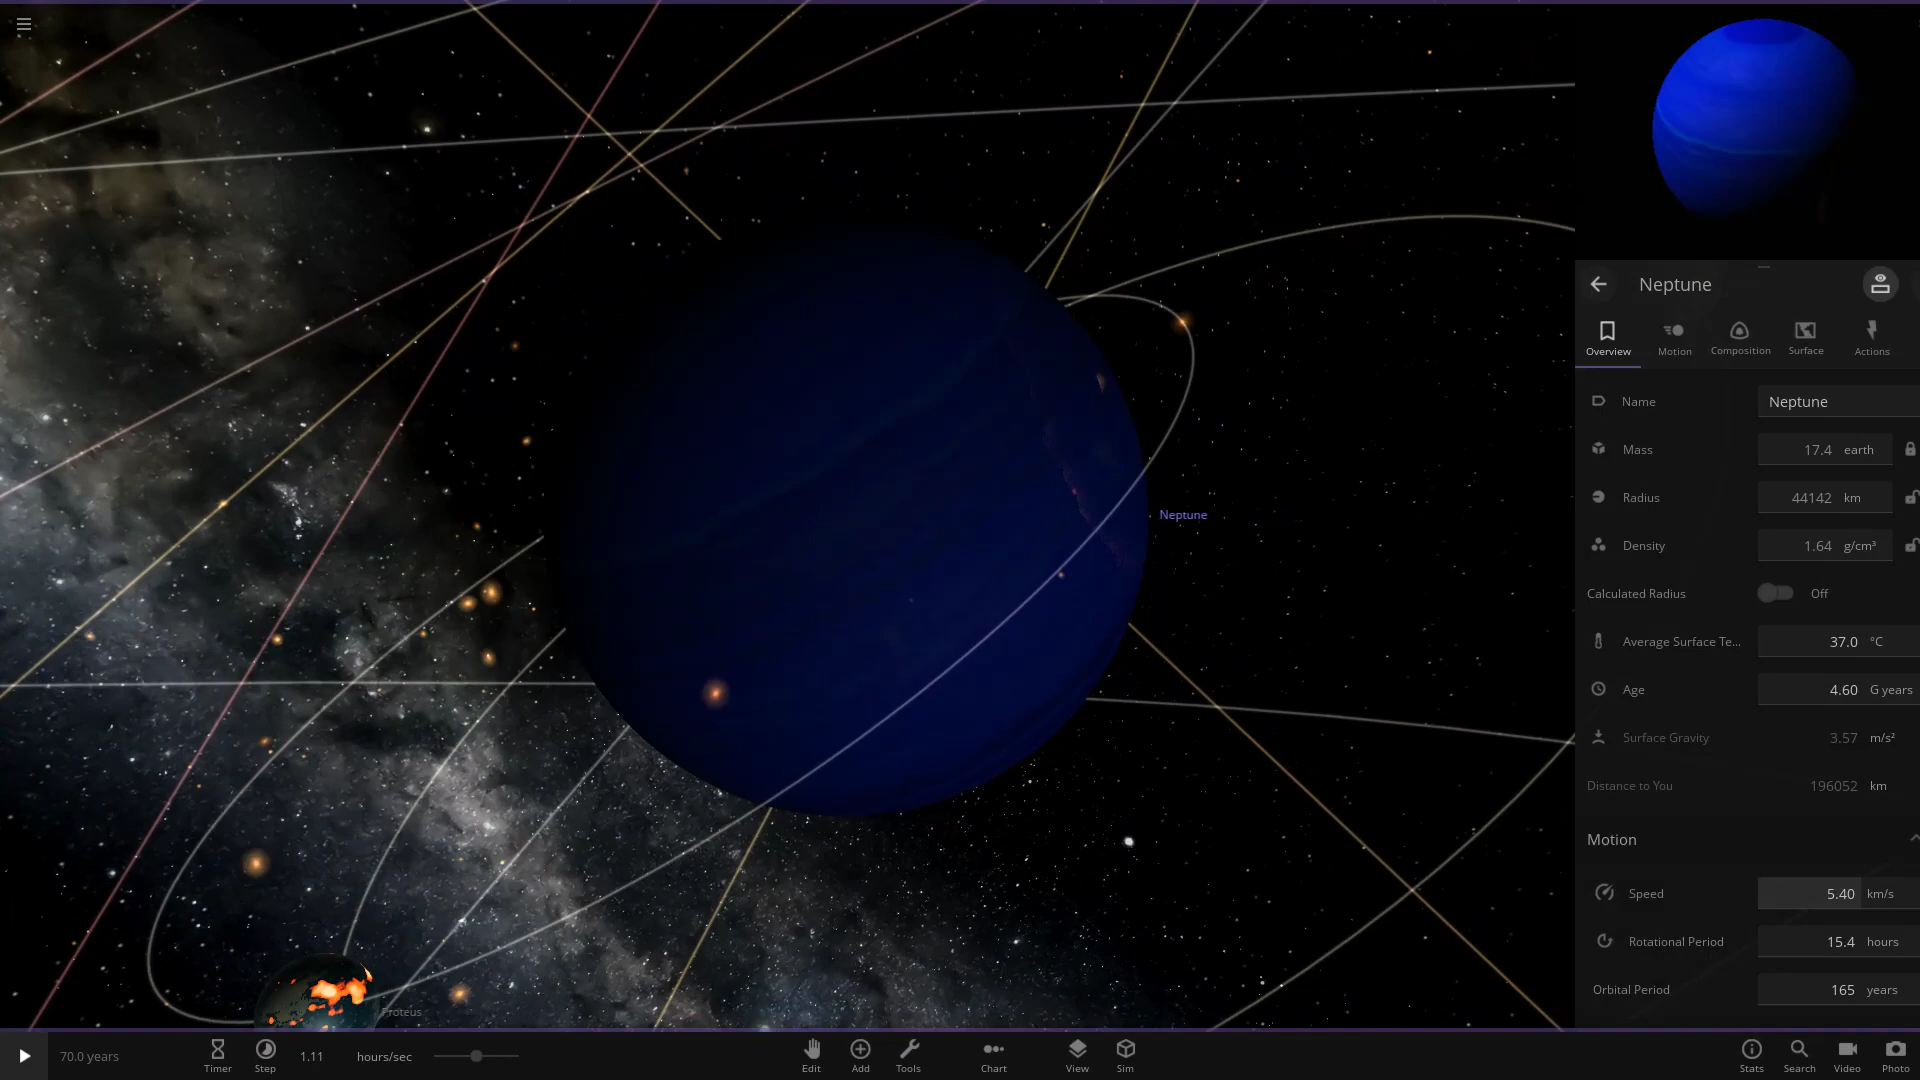 Neptune
Overview
Motion
Composition
Surface
Actions
Name Neptune
Mass 17.4 earth
Radius 44142 km
Density 1.64 g/cm³
Calculated Radius Off
Average Surface Te... 37.0 °C
Age 4.60 G years
Surface Gravity 3.57 m/s²
Distance to You 196052 km
Motion
Speed 5.40 km/s
Rotational Period 15.4 hours
Orbital Period 165 years
Neptune
Proteus
70.0 years
Timer
Step
1.11 hours/sec
Edit
Add
Tools
Chart
View
Sim
Stats
Search
Video
Photo